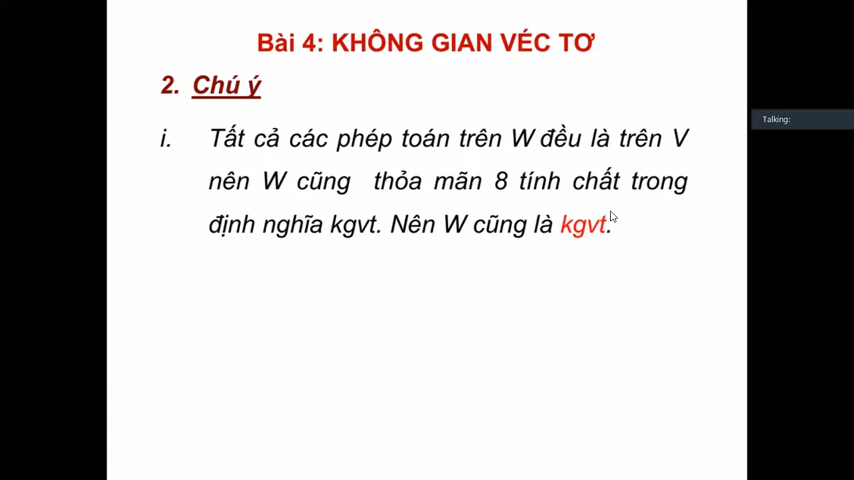 Bài 4: KHÔNG GIAN VÉC TƠ
2. Chú ý
i. Tất cả các phép toán trên W đều là trên V
nên W cũng thỏa mãn 8 tính chất trong
định nghĩa kgvt. Nên W cũng là kgvt.
Talking: